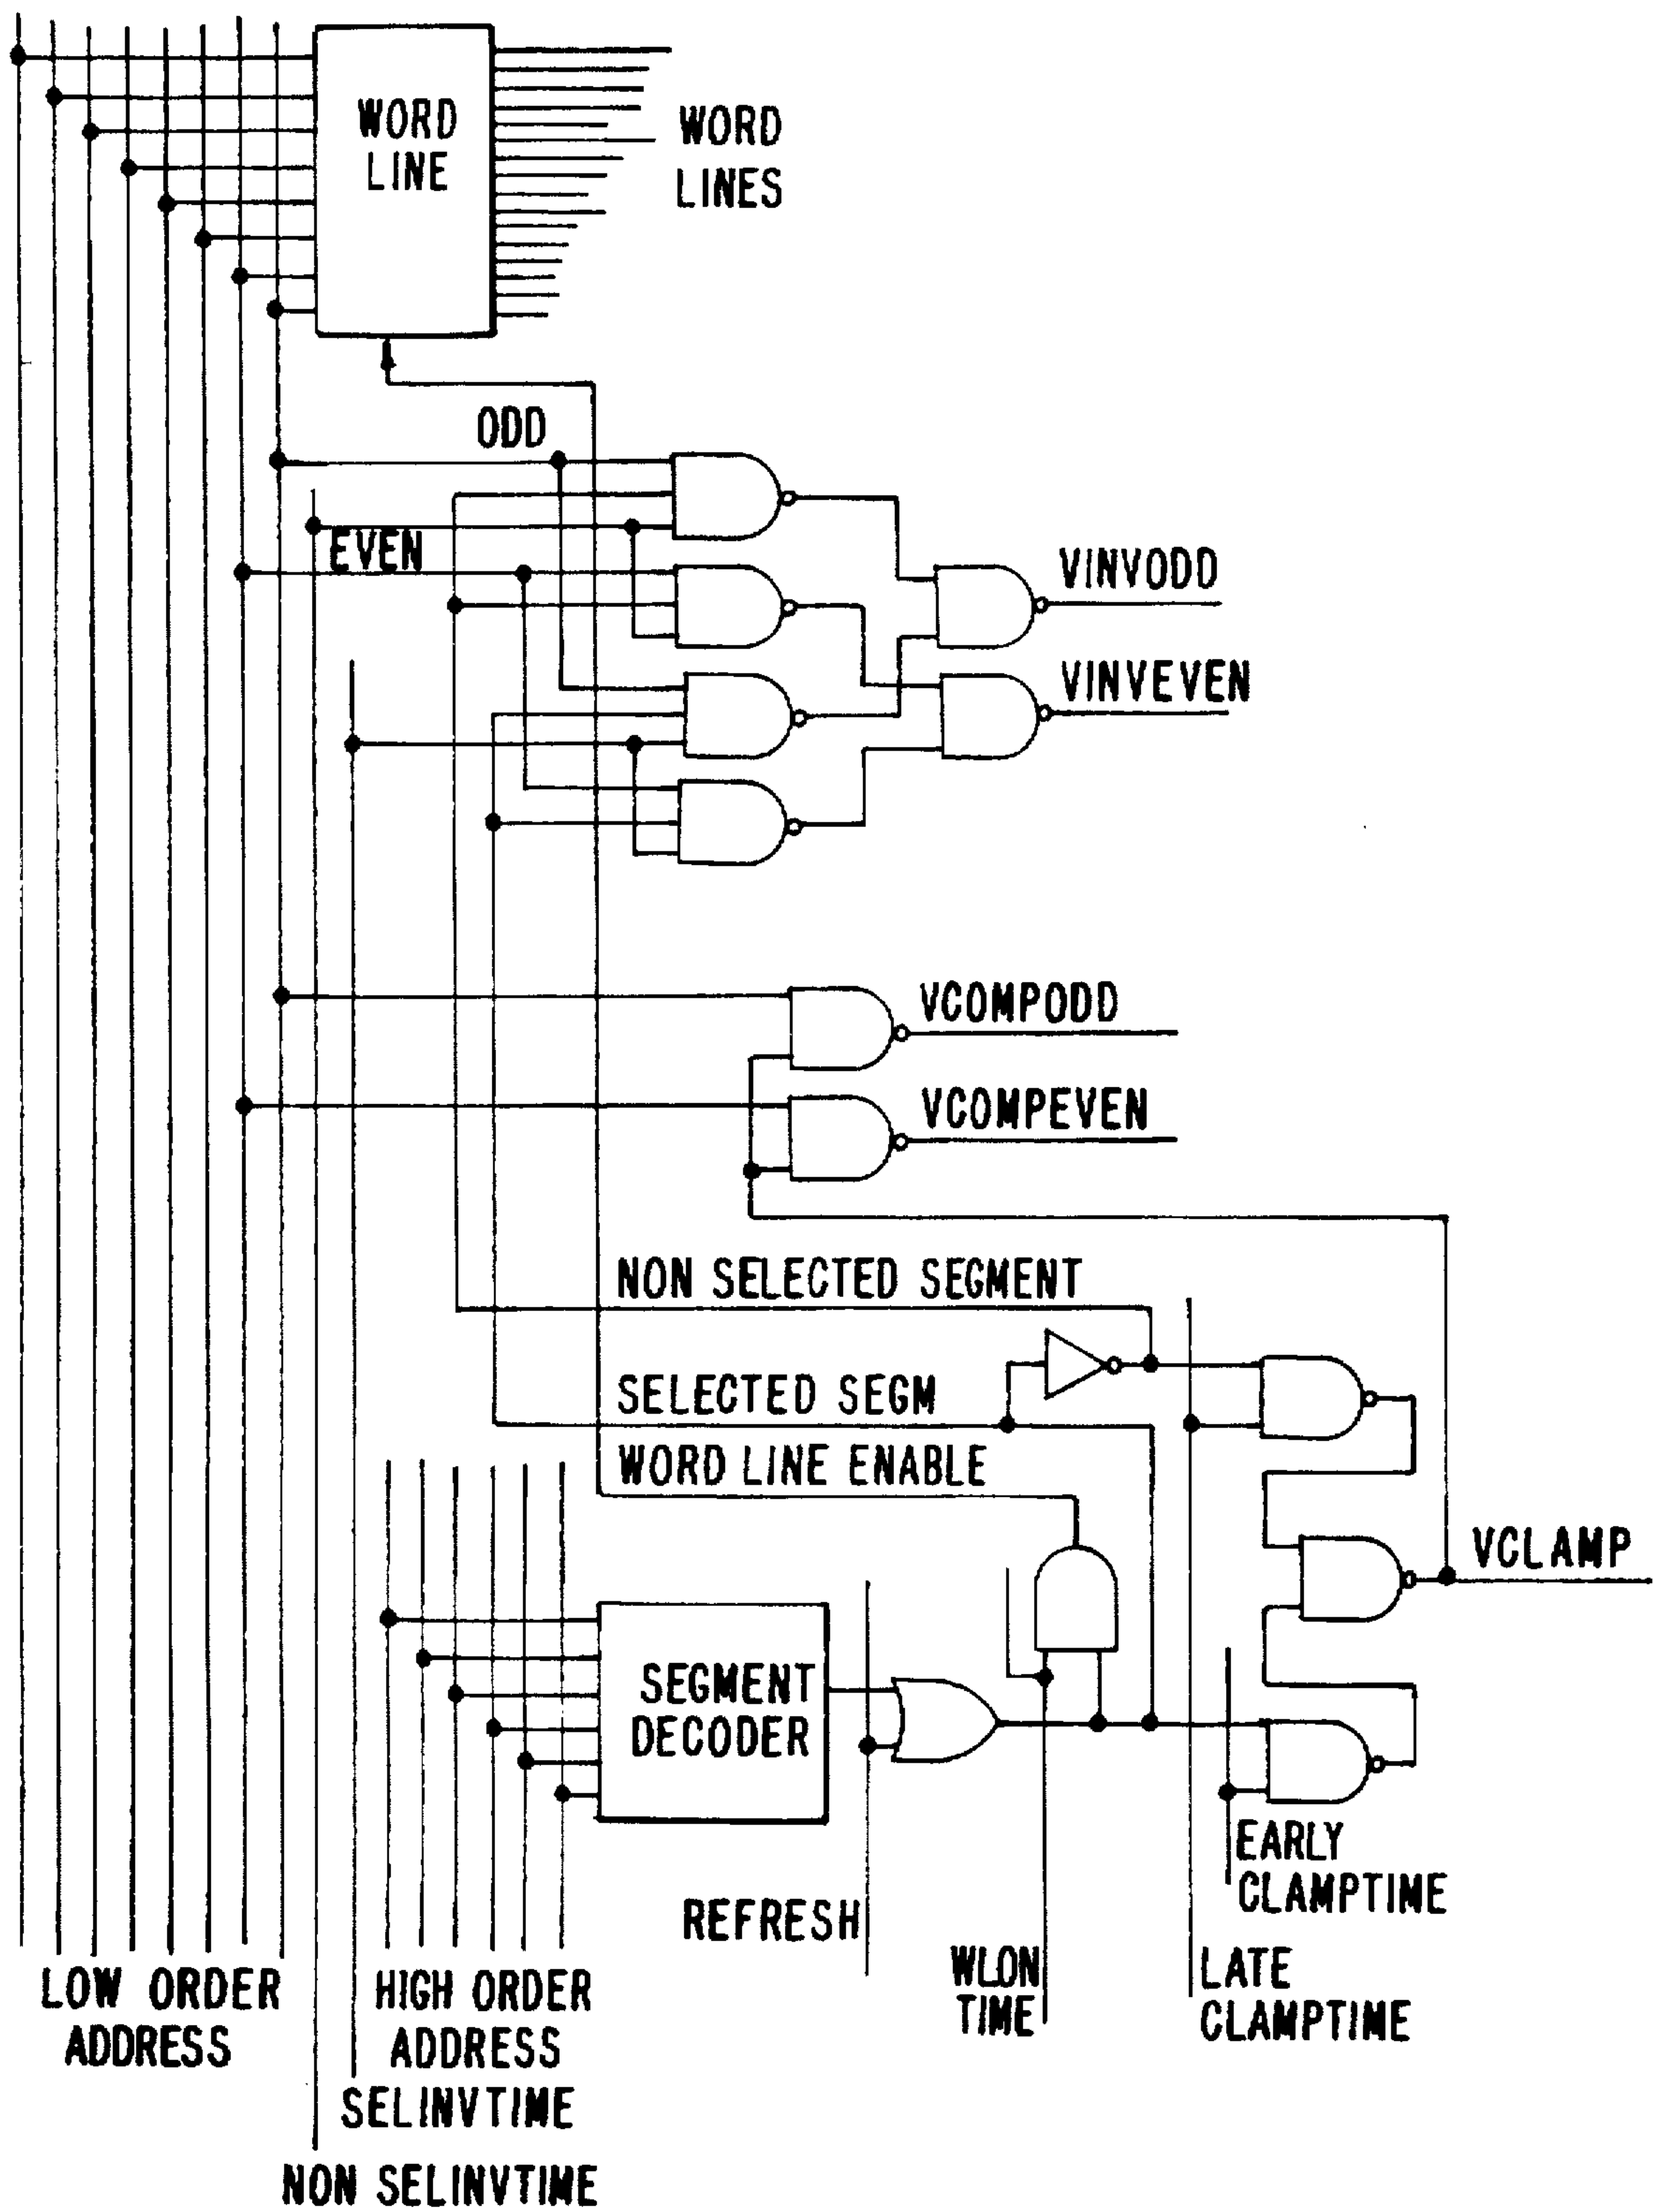 WORD
LINE
WORD
LINES
ODD
EVEN
VINVODD
VINVEVEN
VCOMPODD
VCOMPEVEN
NON SELECTED SEGMENT
SELECTED SEGM
WORD LINE ENABLE
VCLAMP
SEGMENT
DECODER
EARLY
CLAMPTIME
REFRESH
WLON
TIME
LATE
CLAMPTIME
LOW ORDER
ADDRESS
HIGH ORDER
ADDRESS
SELINVTIME
NON SELINVTIME